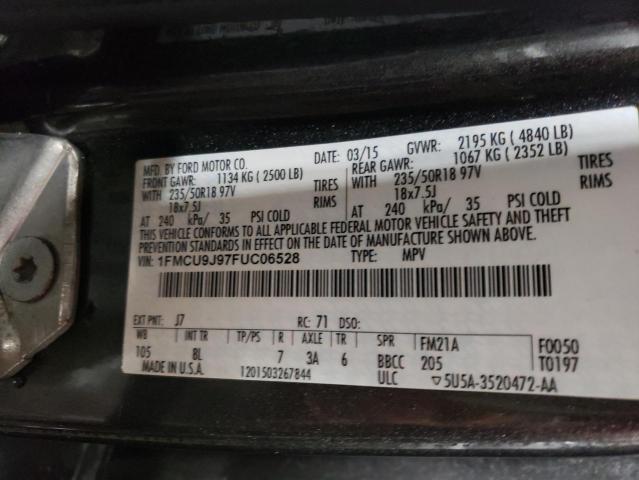 MFD. BY FORD MOTOR CO. DATE: 03/15 GVWR: 2195 KG ( 4840 LB)
FRONT GAWR: 1134 KG ( 2500 LB) REAR GAWR: 1067 KG ( 2352 LB)
WITH 235/50R18 97V TIRES WITH 235/50R18 97V TIRES
18x7.5J RIMS 18x7.5J RIMS
AT 240 kPa/ 35 PSI COLD AT 240 kPa/ 35 PSI COLD
THIS VEHICLE CONFORMS TO ALL APPLICABLE FEDERAL MOTOR VEHICLE SAFETY AND THEFT
PREVENTION STANDARDS IN EFFECT ON THE DATE OF MANUFACTURE SHOWN ABOVE.
VIN: 1FMCU9J97FUC06528 TYPE: MPV
EXT PNT: J7 RC: 71 DSO:
WB INT TR TP/PS R AXLE TR SPR FM21A F0050
105 8L 7 3A 6 BBCC 205 T0197
MADE IN U.S.A. 1201503267844 ULC ▽5U5A-3520472-AA